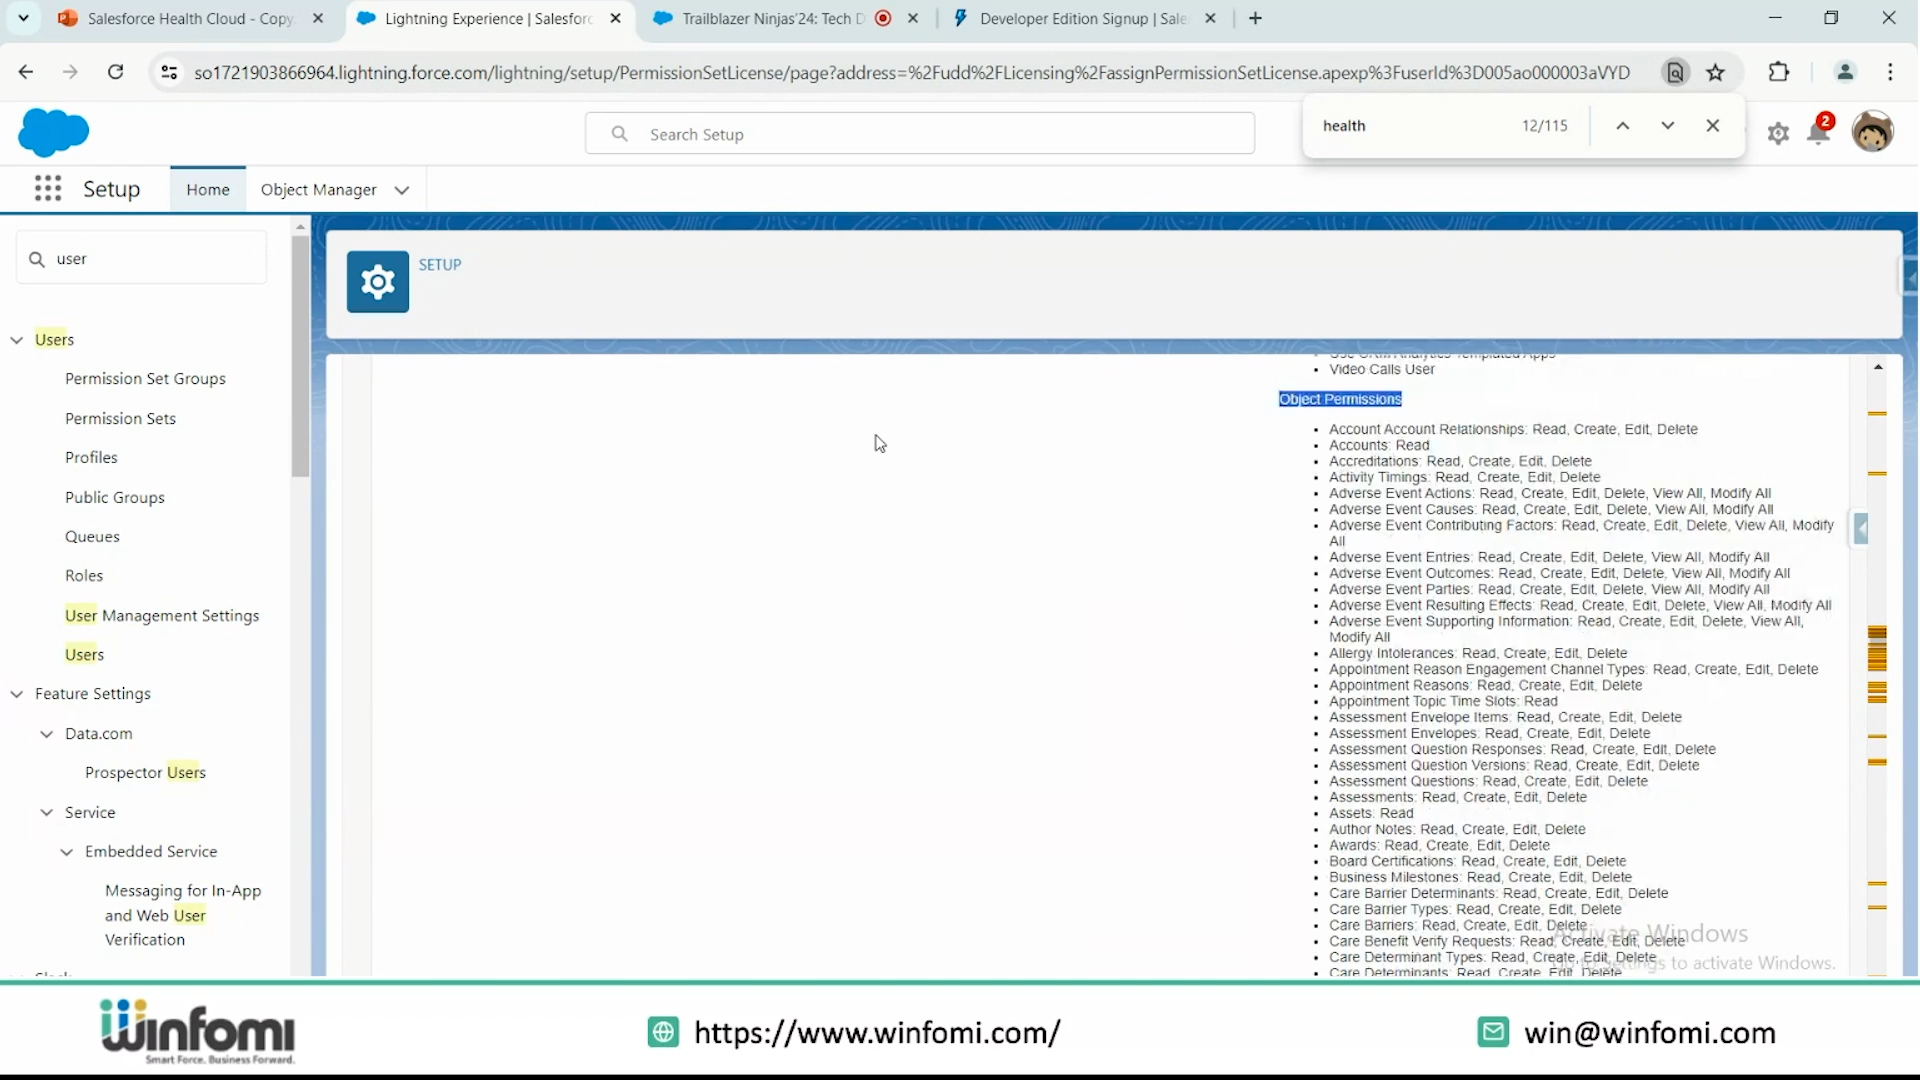 Salesforce Health Cloud - Copy
Lightning Experience | Salesforc
Trailblazer Ninjas'24: Tech D
Developer Edition Signup | Sale
so1721903866964.lightning.force.com/lightning/setup/PermissionSetLicense/page?address=%2Fudd%2FLicensing%2FassignPermissionSetLicense.apexp%3FuserId%3D005ao000003aVYD
health
12/115
Search Setup
2
Setup
Home
Object Manager
user
SETUP
Users
Permission Set Groups
Permission Sets
Profiles
Public Groups
Queues
Roles
User Management Settings
Users
Feature Settings
Data.com
Prospector Users
Service
Embedded Service
Messaging for In-App
and Web User
Verification
Use CRM Analytics Templated Apps
Video Calls User
Object Permissions
Account Account Relationships: Read, Create, Edit, Delete
Accounts: Read
Accreditations: Read, Create, Edit, Delete
Activity Timings: Read, Create, Edit, Delete
Adverse Event Actions: Read, Create, Edit, Delete, View All, Modify All
Adverse Event Causes: Read, Create, Edit, Delete, View All, Modify All
Adverse Event Contributing Factors: Read, Create, Edit, Delete, View All, Modify
All
Adverse Event Entries: Read, Create, Edit, Delete, View All, Modify All
Adverse Event Outcomes: Read, Create, Edit, Delete, View All, Modify All
Adverse Event Parties: Read, Create, Edit, Delete, View All, Modify All
Adverse Event Resulting Effects: Read, Create, Edit, Delete, View All, Modify All
Adverse Event Supporting Information: Read, Create, Edit, Delete, View All,
Modify All
Allergy Intolerances: Read, Create, Edit, Delete
Appointment Reason Engagement Channel Types: Read, Create, Edit, Delete
Appointment Reasons: Read, Create, Edit, Delete
Appointment Topic Time Slots: Read
Assessment Envelope Items: Read, Create, Edit, Delete
Assessment Envelopes: Read, Create, Edit, Delete
Assessment Question Responses: Read, Create, Edit, Delete
Assessment Question Versions: Read, Create, Edit, Delete
Assessment Questions: Read, Create, Edit, Delete
Assessments: Read, Create, Edit, Delete
Assets: Read
Author Notes: Read, Create, Edit, Delete
Awards: Read, Create, Edit, Delete
Board Certifications: Read, Create, Edit, Delete
Business Milestones: Read, Create, Edit, Delete
Care Barrier Determinants: Read, Create, Edit, Delete
Care Barrier Types: Read, Create, Edit, Delete
Care Barriers: Read, Create, Edit, Delete
Care Benefit Verify Requests: Read, Create, Edit, Delete
Care Determinant Types: Read, Create, Edit, Delete
Care Determinants: Read, Create, Edit, Delete
Activate Windows
Go to Settings to activate Windows.
Winfomi
Smart Force. Business Forward.
https://www.winfomi.com/
win@winfomi.com